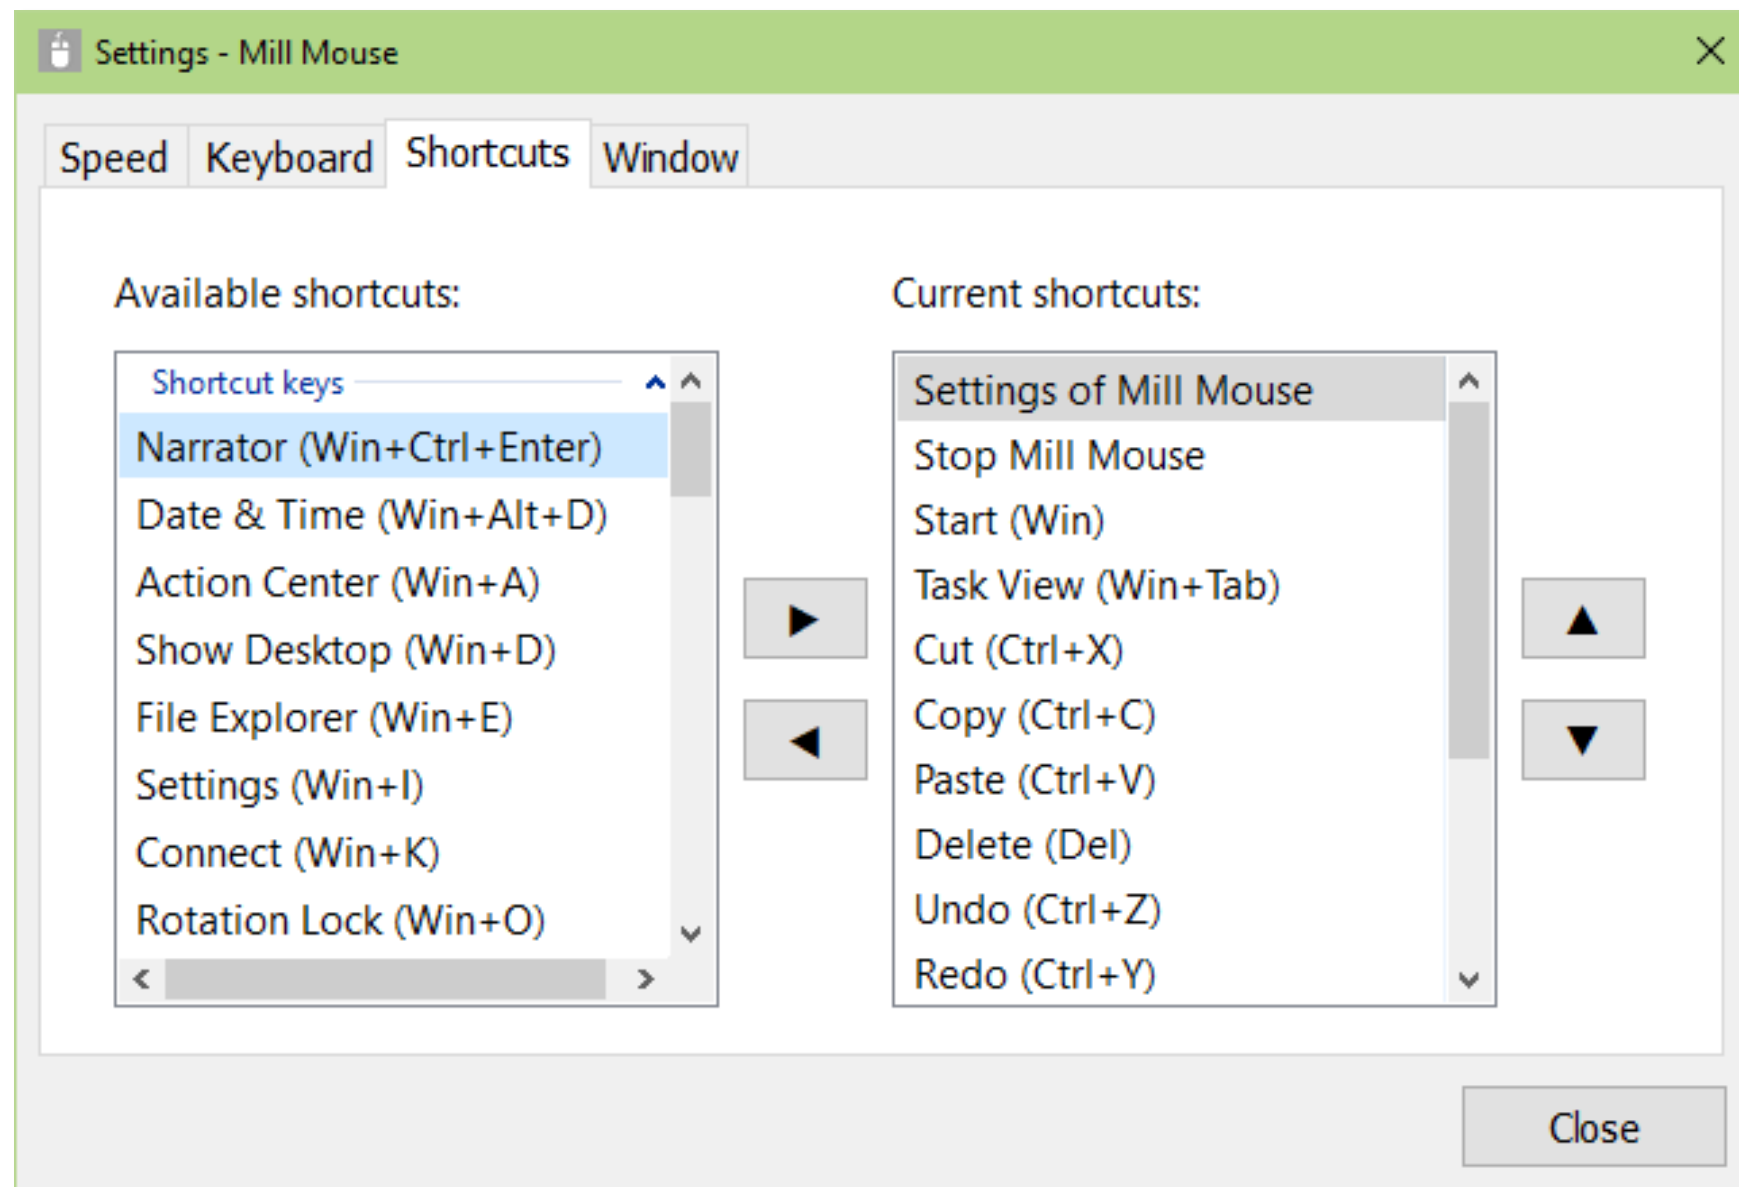 Settings - Mill Mouse
Speed Keyboard Shortcuts Window
Available shortcuts:
Shortcut keys
Narrator (Win+Ctrl+Enter)
Date & Time (Win+Alt+D)
Action Center (Win+A)
Show Desktop (Win+D)
File Explorer (Win+E)
Settings (Win+I)
Connect (Win+K)
Rotation Lock (Win+O)
Current shortcuts:
Settings of Mill Mouse
Stop Mill Mouse
Start (Win)
Task View (Win+Tab)
Cut (Ctrl+X)
Copy (Ctrl+C)
Paste (Ctrl+V)
Delete (Del)
Undo (Ctrl+Z)
Redo (Ctrl+Y)
Close